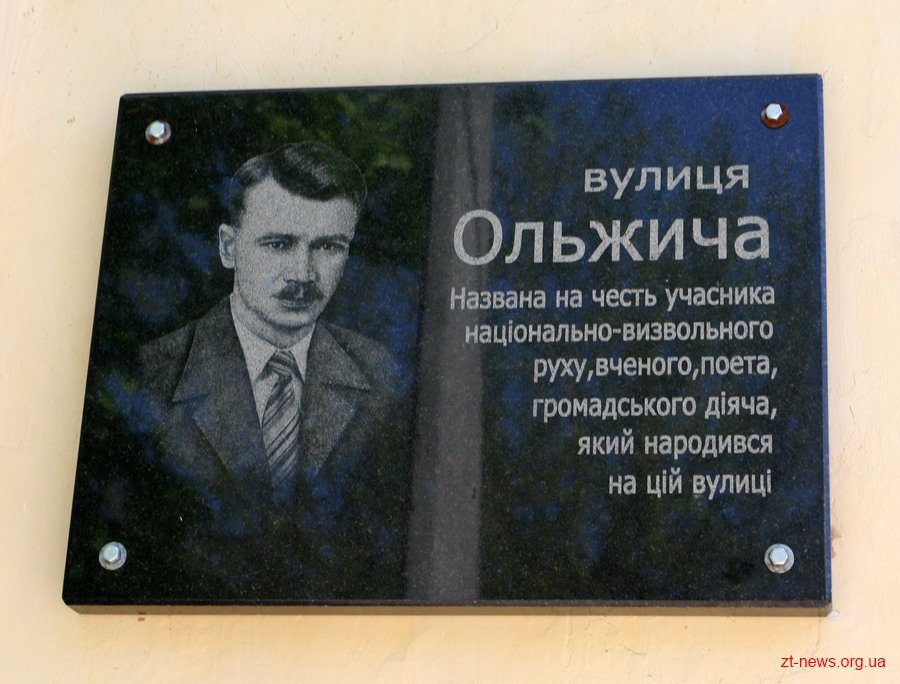 вулиця
Ольжича
Названа на честь учасника
національно-визвольного
руху,вченого,поета,
громадського діяча,
який народився
на цій вулиці
zt-news.org.ua